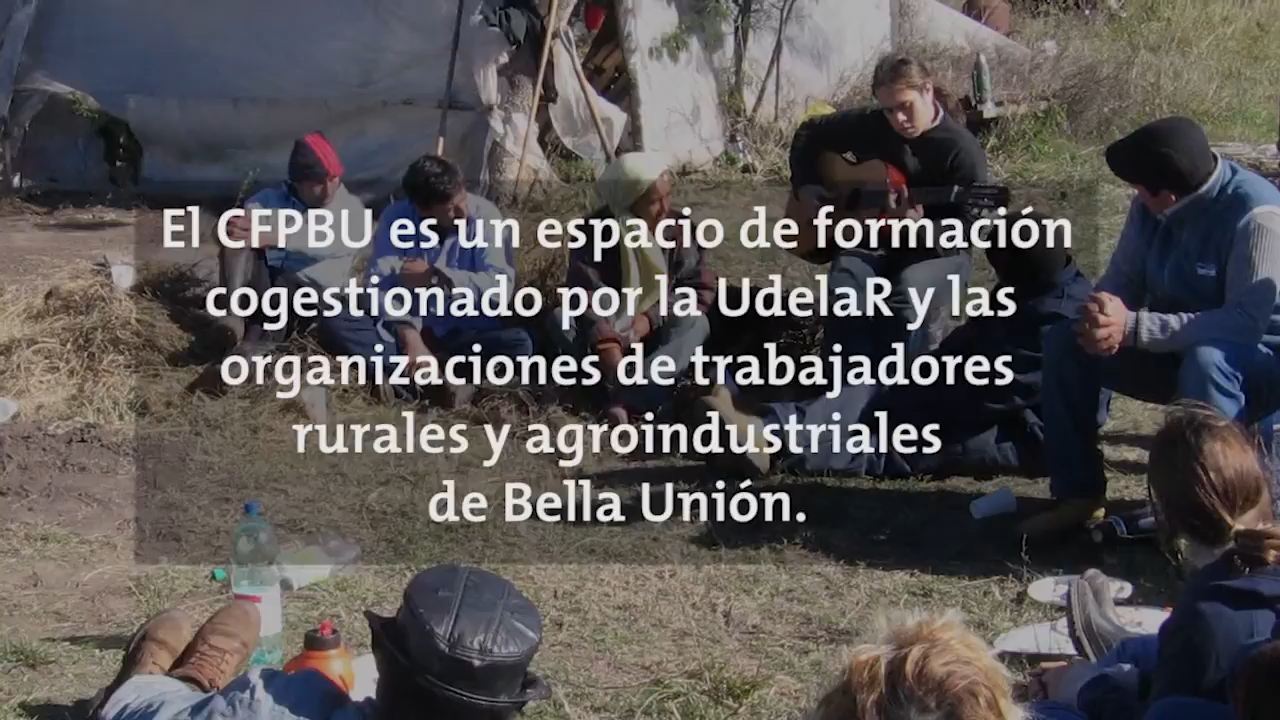 El CFPBU es un espacio de formación
cogestionado por la UdelaR y las
organizaciones de trabajadores
rurales y agroindustriales
de Bella Unión.